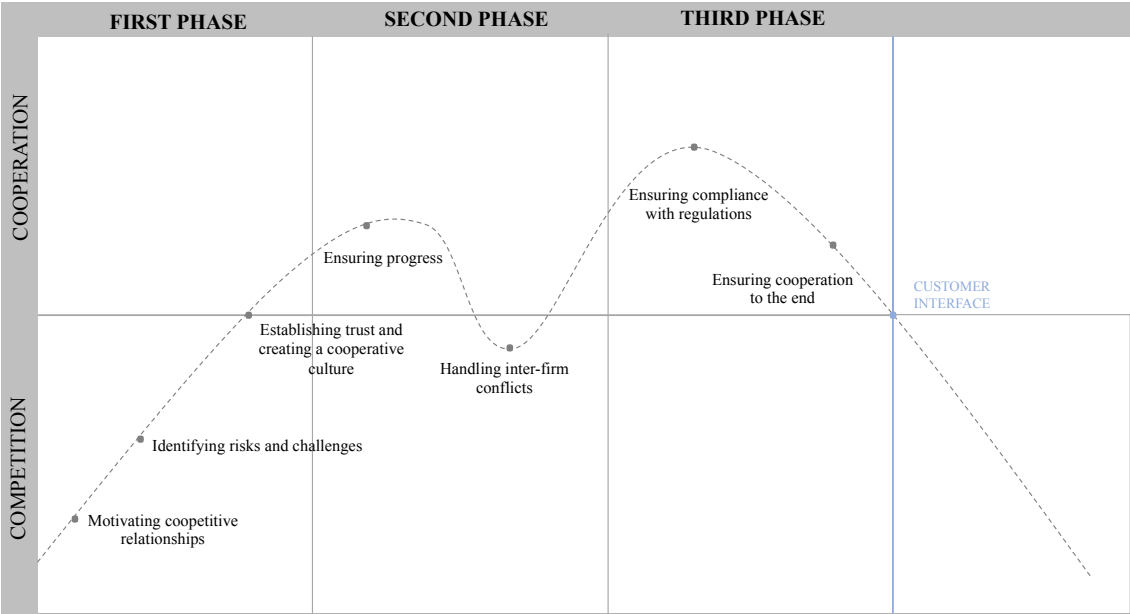 FIRST PHASE
SECOND PHASE
THIRD PHASE
COOPERATION
Ensuring compliance
with regulations
Ensuring progress
Ensuring cooperation
to the end
CUSTOMER
INTERFACE
Establishing trust and
creating a cooperative
culture
Handling inter-firm
conflicts
COMPETITION
Identifying risks and challenges
Motivating coopetitive
relationships